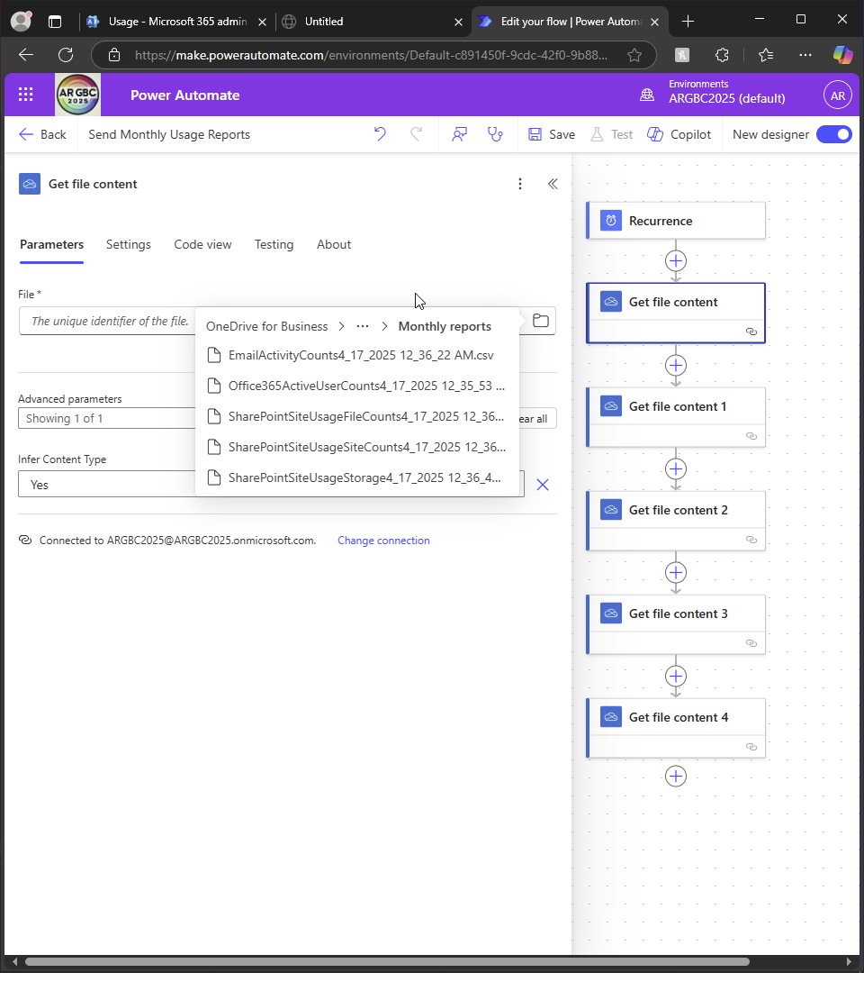 Usage - Microsoft 365 admin
Untitled
Edit your flow | Power Autom
https://make.powerautomate.com/environments/Default-c891450f-9cdc-42f0-9b88...
AR GBC
2025
Power Automate
Environments
ARGBC2025 (default)
AR
Back
Send Monthly Usage Reports
Save
Test
Copilot
New designer
Get file content
Parameters
Settings
Code view
Testing
About
File *
The unique identifier of the file.
OneDrive for Business > ··· > Monthly reports
EmailActivityCounts4_17_2025 12_36_22 AM.csv
Office365ActiveUserCounts4_17_2025 12_35_53 ...
SharePointSiteUsageFileCounts4_17_2025 12_36...
SharePointSiteUsageSiteCounts4_17_2025 12_36...
SharePointSiteUsageStorage4_17_2025 12_36_4...
Advanced parameters
Showing 1 of 1
ear all
Infer Content Type
Yes
Connected to ARGBC2025@ARGBC2025.onmicrosoft.com.
Change connection
Recurrence
Get file content
Get file content 1
Get file content 2
Get file content 3
Get file content 4